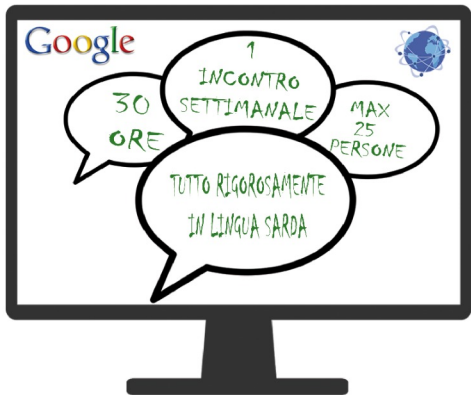 Google
1
INCONTRO
SETTIMANALE
30
ORE
MAX
25
PERSONE
TUTTO RIGOROSAMENTE
IN LINGUA SARDA